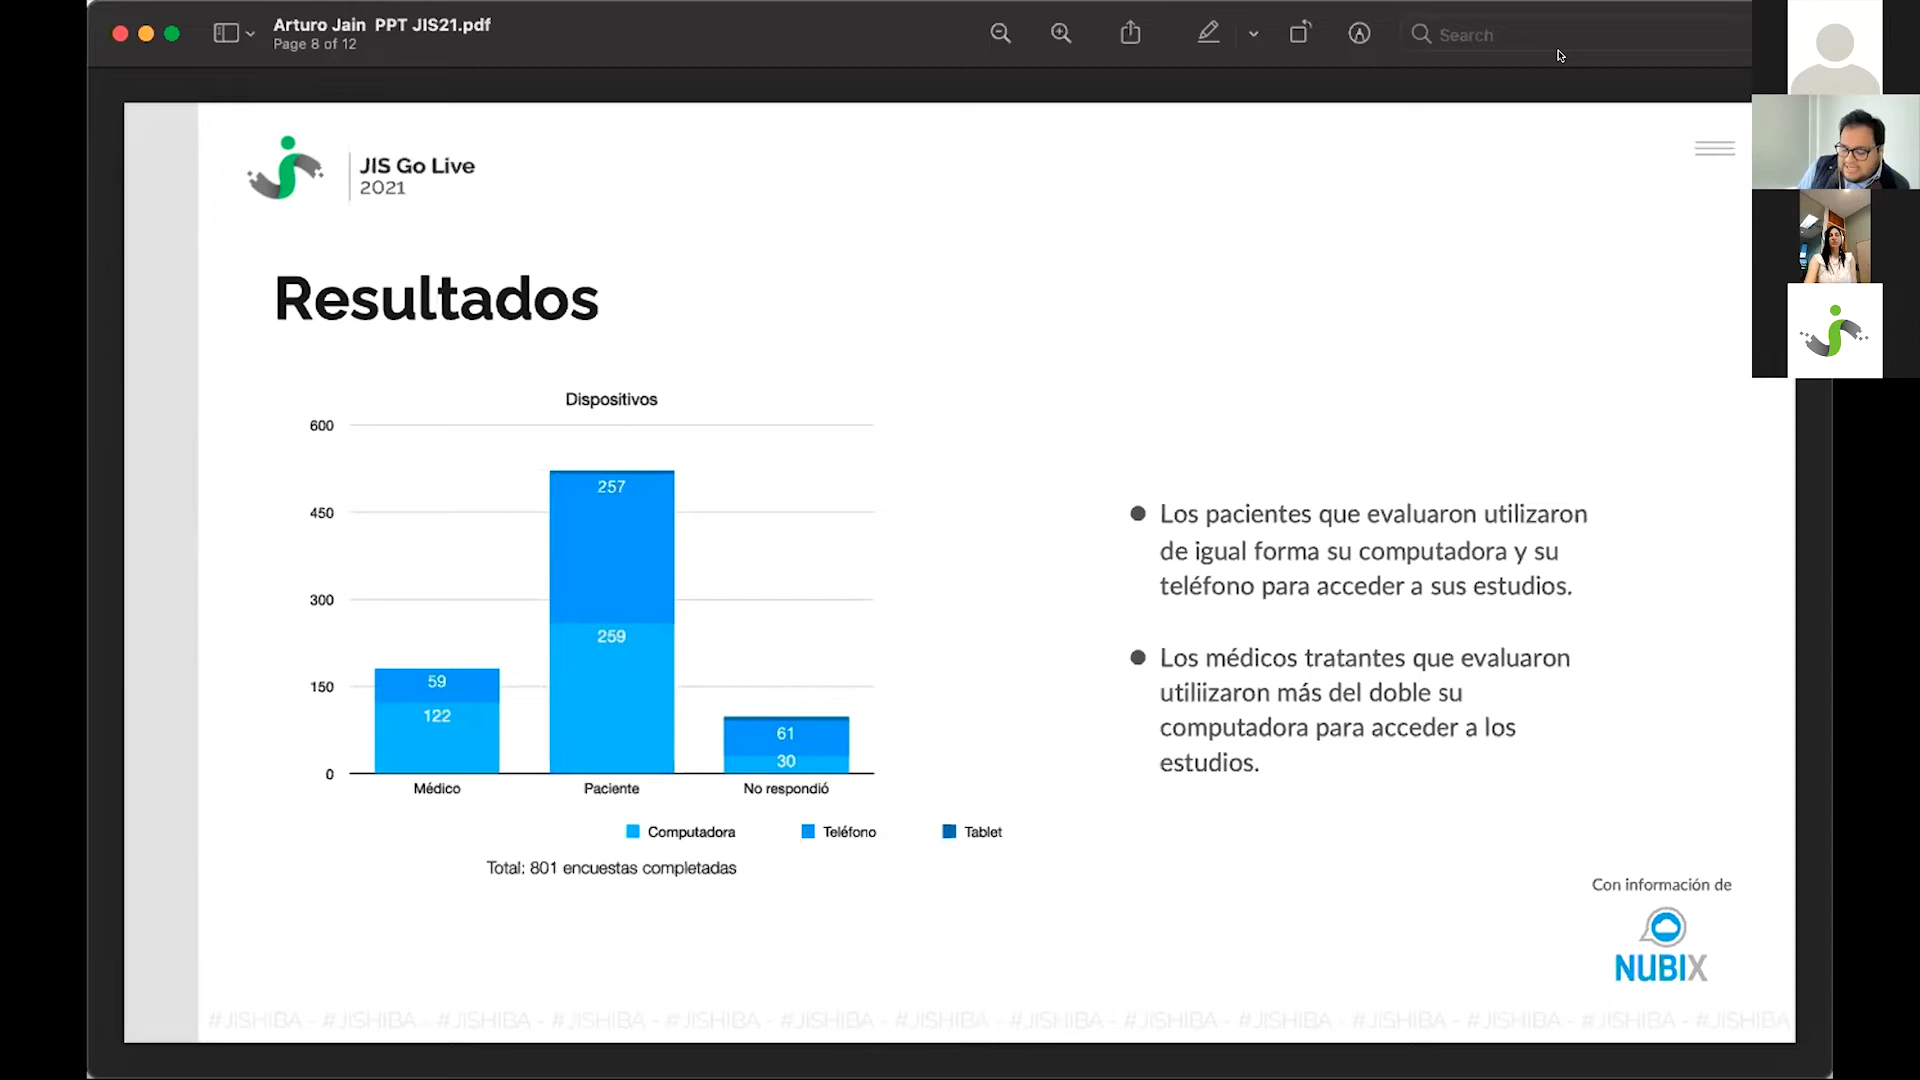 Arturo Jain PPT JIS21.pdf
Page 8 of 12
Search
JIS Go Live
2021
Resultados
Dispositivos
600
450
300
150
0
257
259
59
122
61
30
Médico
Paciente
No respondió
Computadora
Teléfono
Tablet
Total: 801 encuestas completadas
Los pacientes que evaluaron utilizaron
de igual forma su computadora y su
teléfono para acceder a sus estudios.
Los médicos tratantes que evaluaron
utiliizaron más del doble su
computadora para acceder a los
estudios.
Con información de
NUBIX
#JISHIBA - #JISHIBA - #JISHIBA - #JISHIBA - #JISHIBA - #JISHIBA - #JISHIBA - #JISHIBA - #JISHIBA - #JISHIBA - #JISHIBA - #JISHIBA - #JISHIBA - #JISHIBA